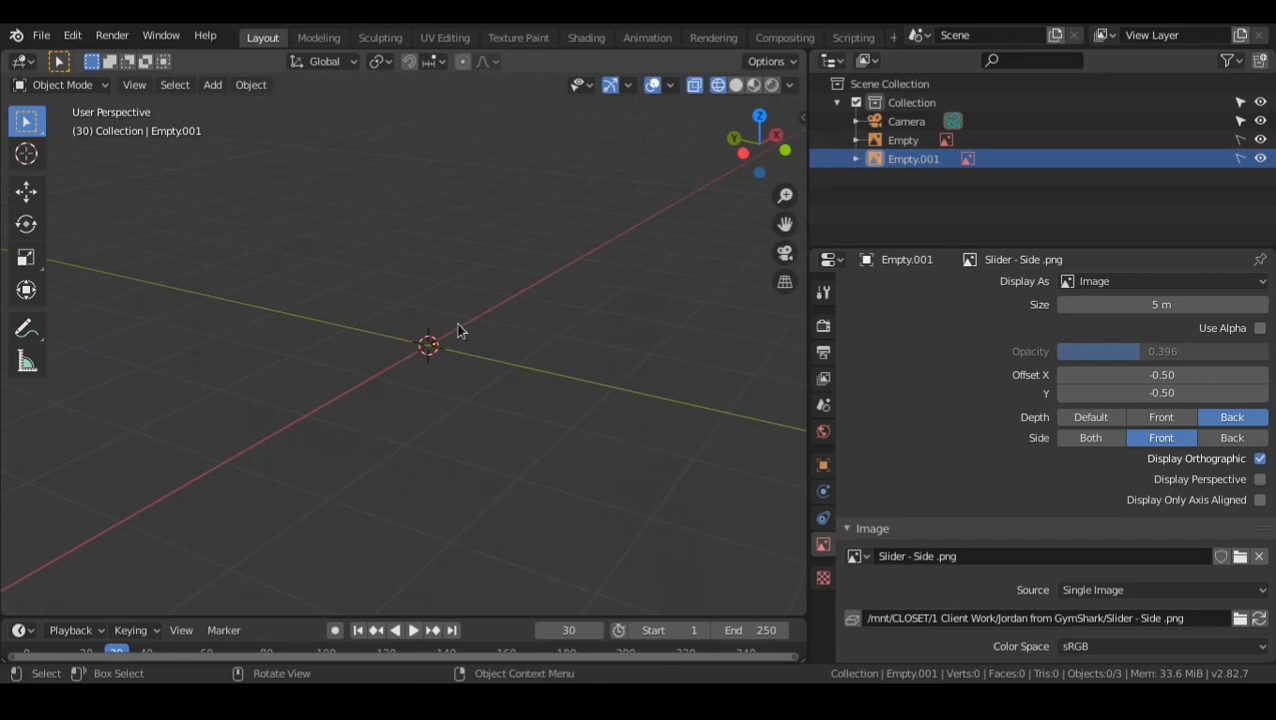 File Edit Render Window Help Layout Modeling Sculpting UV Editing Texture Paint Shading Animation Rendering Compositing Scripting + Scene View Layer
Global Options
Object Mode View Select Add Object
User Perspective
(30) Collection | Empty.001
Z
Y
X
Scene Collection
Collection
Camera
Empty
Empty.001
Empty.001 Slider - Side .png
Display As Image
Size 5 m
Use Alpha
Opacity 0.396
Offset X -0.50
Y -0.50
Depth Default Front Back
Side Both Front Back
Display Orthographic
Display Perspective
Display Only Axis Aligned
Image
Slider - Side .png
Source Single Image
/mnt/CLOSET/1 Client Work/Jordan from GymShark/Slider - Side .png
Color Space sRGB
Playback Keying View Marker 30 Start 1 End 250
Select Box Select Rotate View Object Context Menu Collection | Empty.001 | Verts:0 | Faces:0 | Tris:0 | Objects:0/3 | Mem: 33.6 MiB | v2.82.7